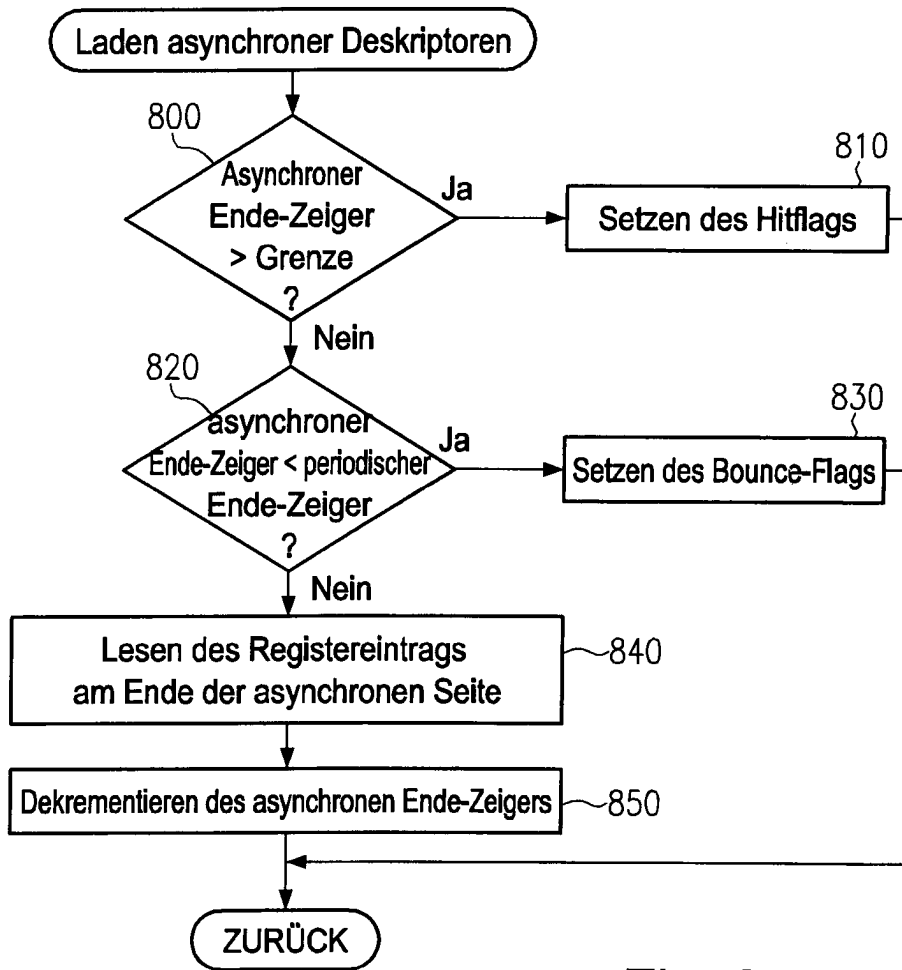 Laden asynchroner Deskriptoren
800
Asynchroner
Ende-Zeiger
> Grenze
?
Ja
810
Setzen des Hitflags
Nein
820
asynchroner
Ende-Zeiger < periodischer
Ende-Zeiger
?
Ja
830
Setzen des Bounce-Flags
Nein
Lesen des Registereintrags
am Ende der asynchronen Seite
840
Dekrementieren des asynchronen Ende-Zeigers
850
ZURÜCK